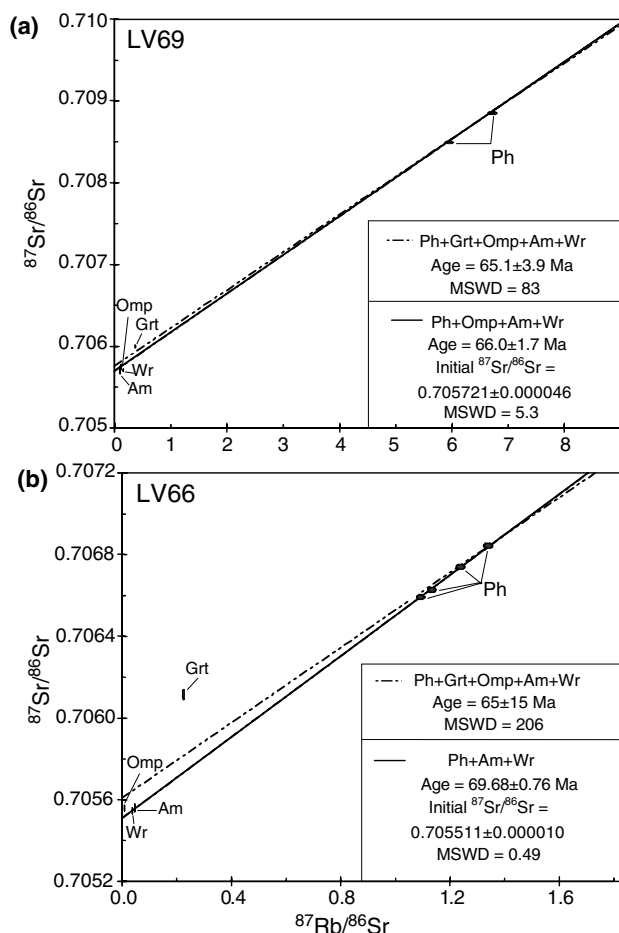 (a) LV69
0.710
0.709
0.708
0.707
0.706
0.705
⁸⁷Sr/⁸⁶Sr
Ph
Omp
Grt
Wr
Am
Ph+Grt+Omp+Am+Wr
Age = 65.1±3.9 Ma
MSWD = 83
Ph+Omp+Am+Wr
Age = 66.0±1.7 Ma
Initial ⁸⁷Sr/⁸⁶Sr =
0.705721±0.000046
MSWD = 5.3
0 1 2 3 4 5 6 7 8
(b) LV66
0.7072
0.7068
0.7064
0.7060
0.7056
0.7052
⁸⁷Sr/⁸⁶Sr
Ph
Grt
Omp
Am
Wr
Ph+Grt+Omp+Am+Wr
Age = 65±15 Ma
MSWD = 206
Ph+Am+Wr
Age = 69.68±0.76 Ma
Initial ⁸⁷Sr/⁸⁶Sr =
0.705511±0.000010
MSWD = 0.49
0.0 0.4 0.8 1.2 1.6
⁸⁷Rb/⁸⁶Sr